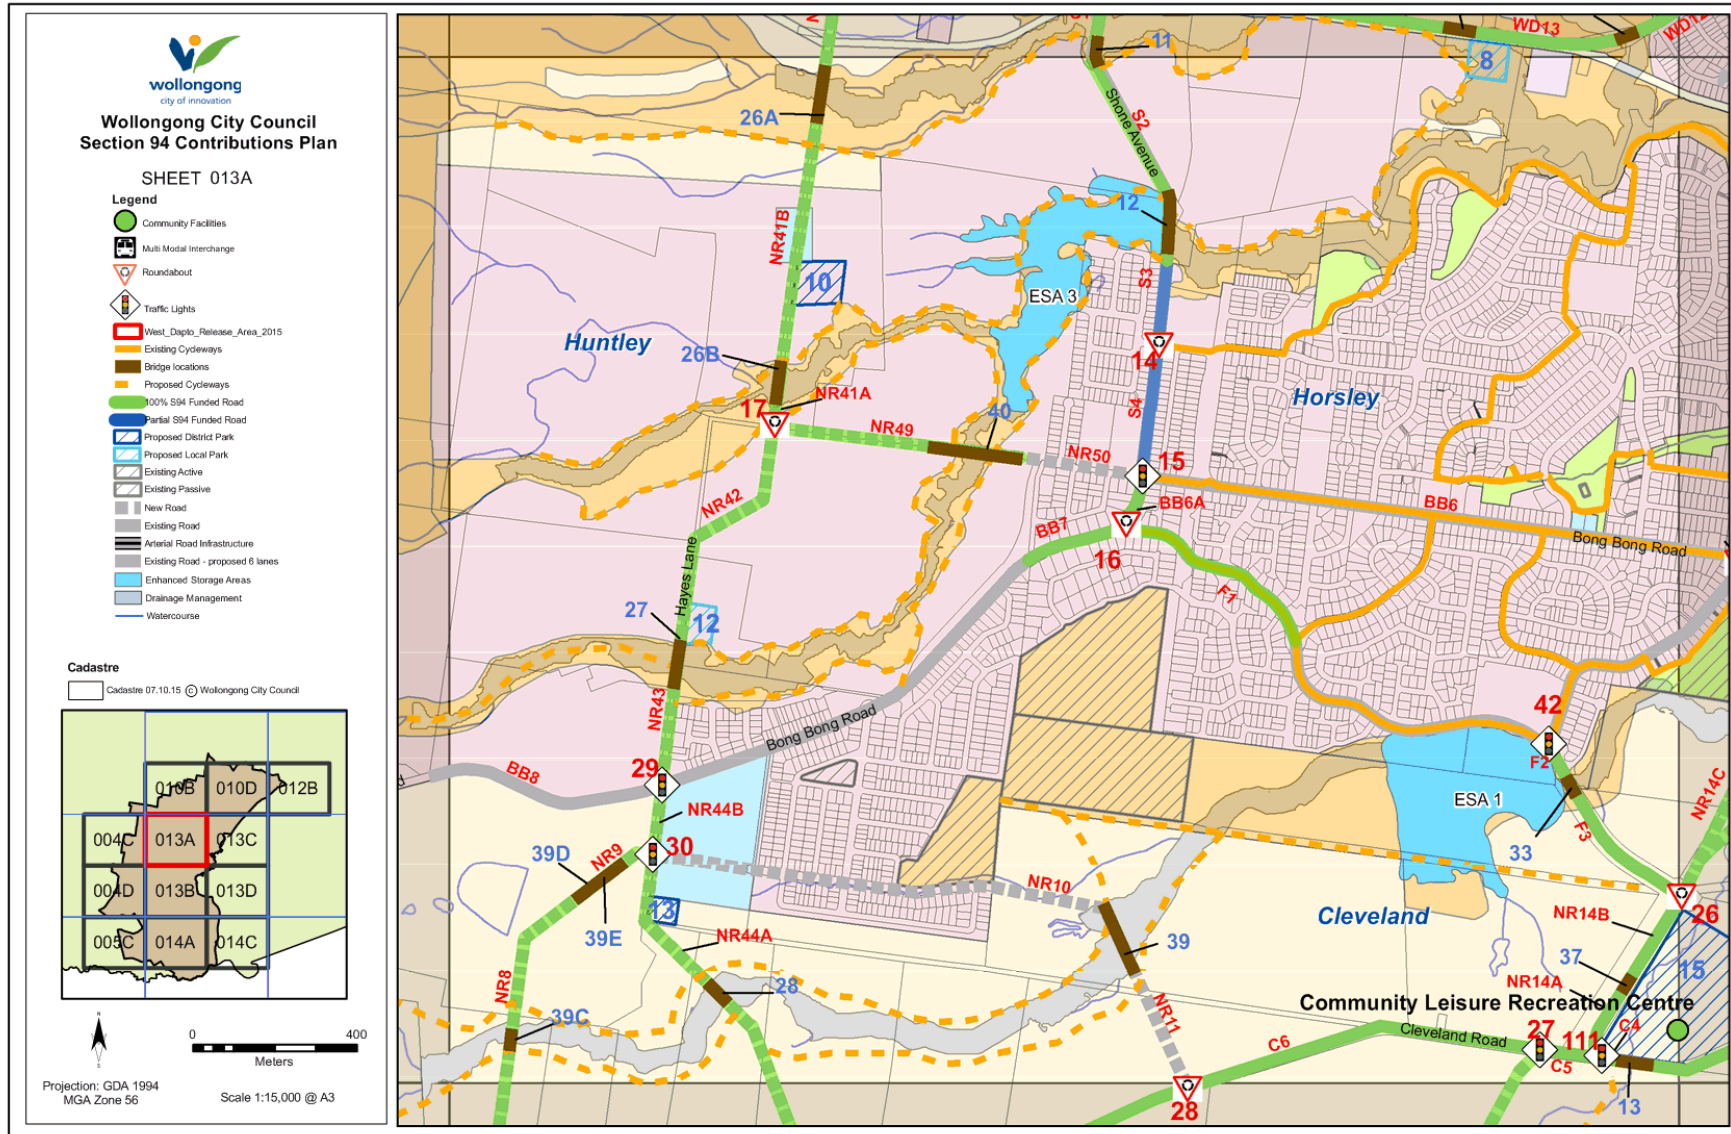 wollongong
city of innovation
Wollongong City Council
Section 94 Contributions Plan
SHEET 013A
Legend
Community Facilities
Multi Modal Interchange
Roundabout
Traffic Lights
West_Dapto_Release_Area_2015
Existing Cycleways
Bridge locations
Proposed Cycleways
100% S94 Funded Road
Partial S94 Funded Road
Proposed District Park
Proposed Local Park
Existing Active
Existing Passive
New Road
Existing Road
Arterial Road Infrastructure
Existing Road - proposed 6 lanes
Enhanced Storage Areas
Drainage Management
Watercourse
Cadastre
Cadastre 07.10.15 © Wollongong City Council
010B 010D 012B
004C 013A 013C
004D 013B 013D
005C 014A 014C
0 400
Meters
Projection: GDA 1994
MGA Zone 56
Scale 1:15,000 @ A3
11
WD13
WD12
8
26A
S2
Shone Avenue
12
NR41B
10
S3
ESA 3
Huntley
26B
14
Horsley
NR41A
17
40
S4
NR49
NR50
15
BB6
NR42
BB6A
BB7
16
Bong Bong Road
Hayes Lane
F1
27
12
NR43
Bong Bong Road
42
F2
BB8
29
NR44B
ESA 1
NR14C
F3
30
39D
NR9
33
NR10
13
Cleveland
NR14B
26
39E
NR44A
39
37
15
NR8
28
NR14A
Community Leisure Recreation Centre
39C
NR11
C6
Cleveland Road
27
111
C4
C5
28
13